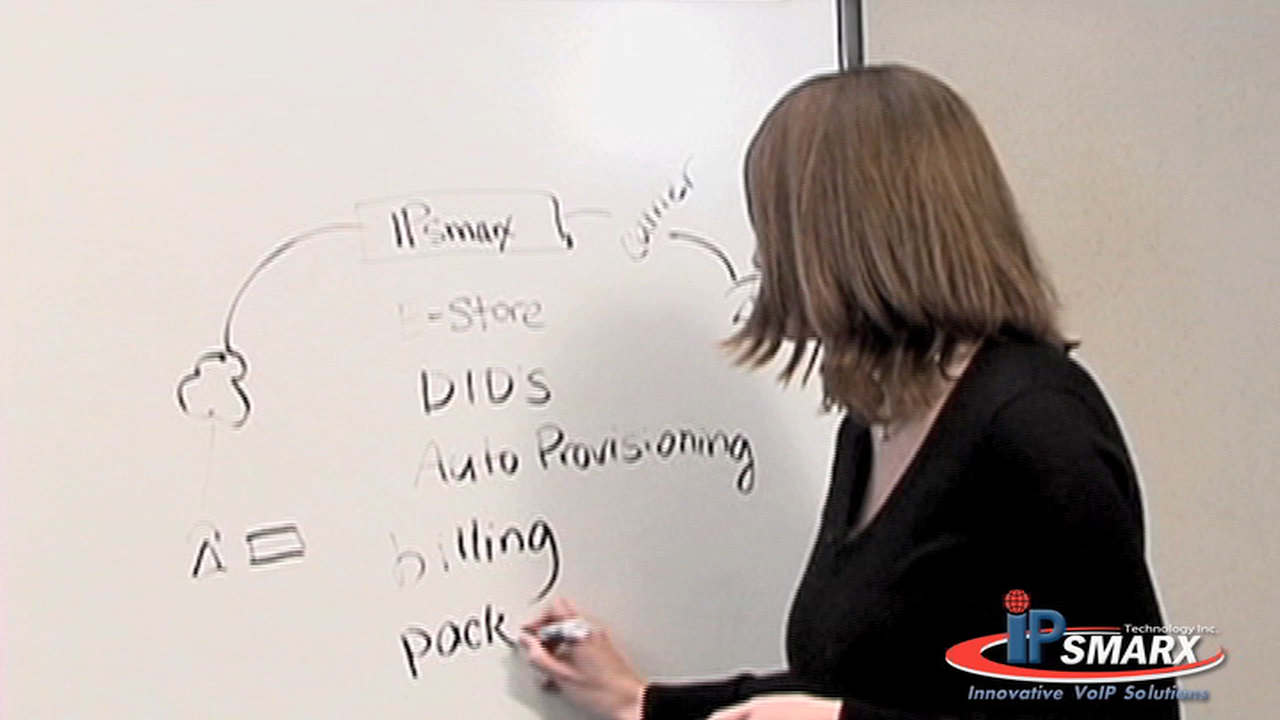 IPsmarx
Carrier
E-Store
DID'S
Auto Provisioning
billing
pack
Technology Inc.
iPSMARX
Innovative VoIP Solutions